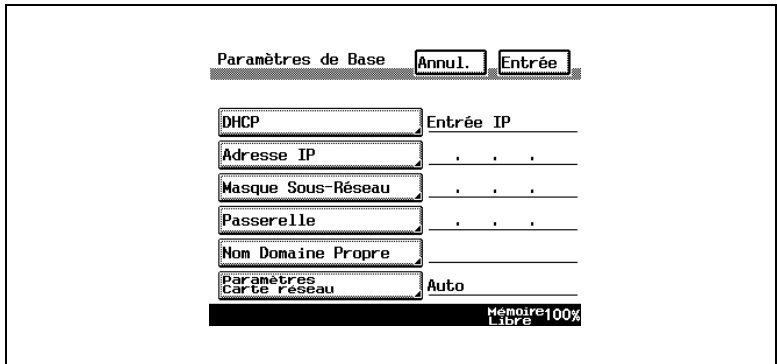 Paramètres de Base Annul. Entrée
DHCP Entrée IP
Adresse IP . . .
Masque Sous-Réseau . . .
Passerelle . . .
Nom Domaine Propre
Paramètres
Carte réseau Auto
Mémoire
Libre 100%